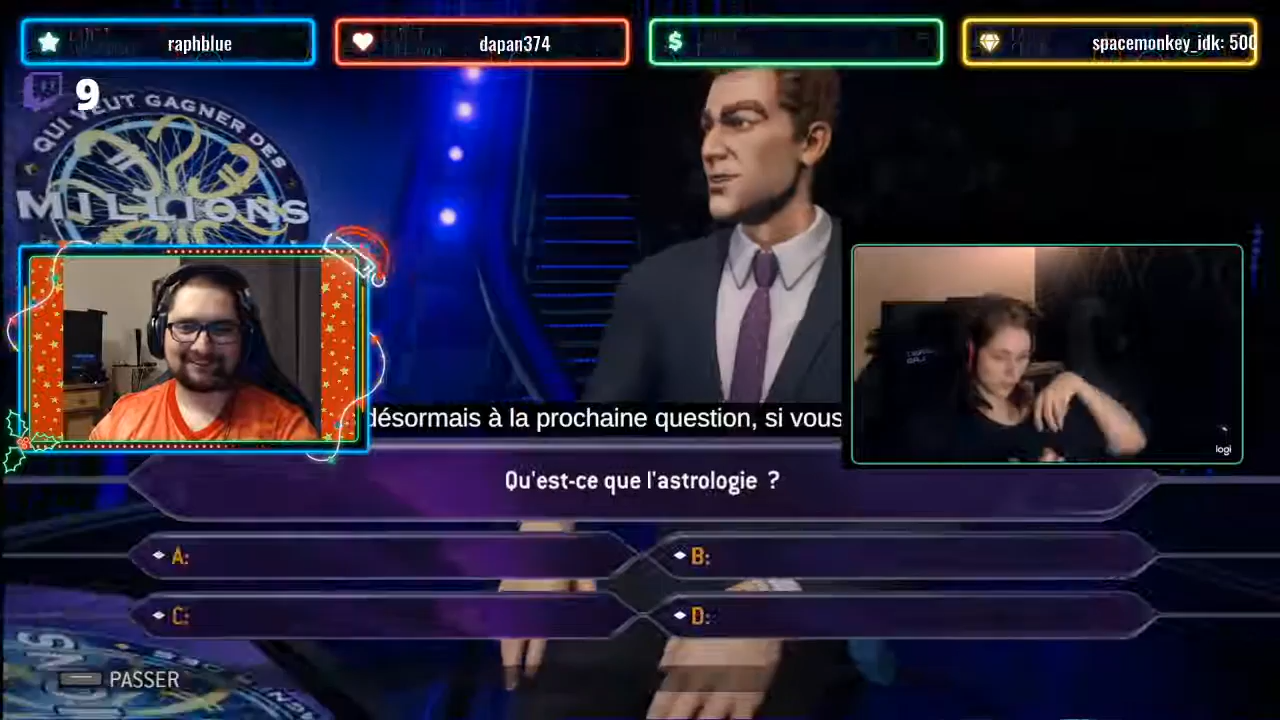 raphblue
dapan374
spacemonkey_idk: 500
9
QUI VEUT GAGNER DES
MILLIONS
désormais à la prochaine question, si vous
logi
Qu'est-ce que l'astrologie ?
A:
B:
C:
D:
PASSER